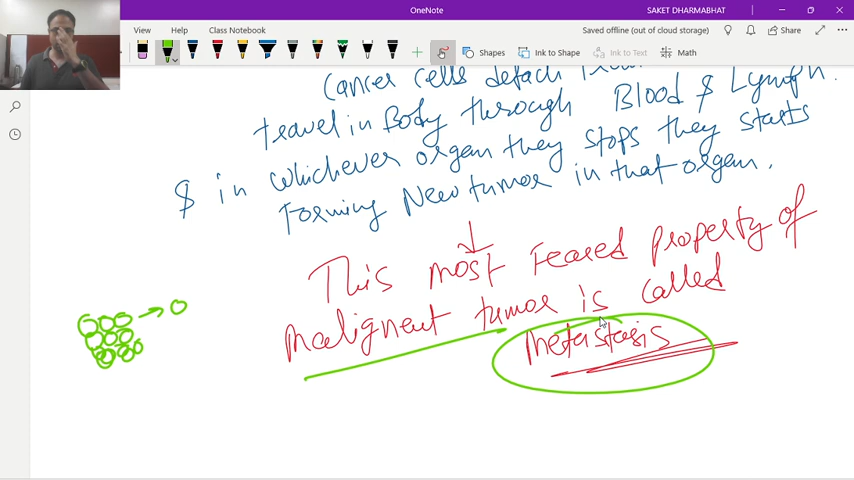 OneNote
SAKET DHARMABHAT
View Help Class Notebook
Saved offline (out of cloud storage)
Share
Shapes
Ink to Shape
Ink to Text
Math
Cancer cells detach
travel in Body through Blood & Lymph.
& in whichever organ they stops they starts
Forming New tumor in that organ.
This most Feared property of
malignent tumor is called
metastasis